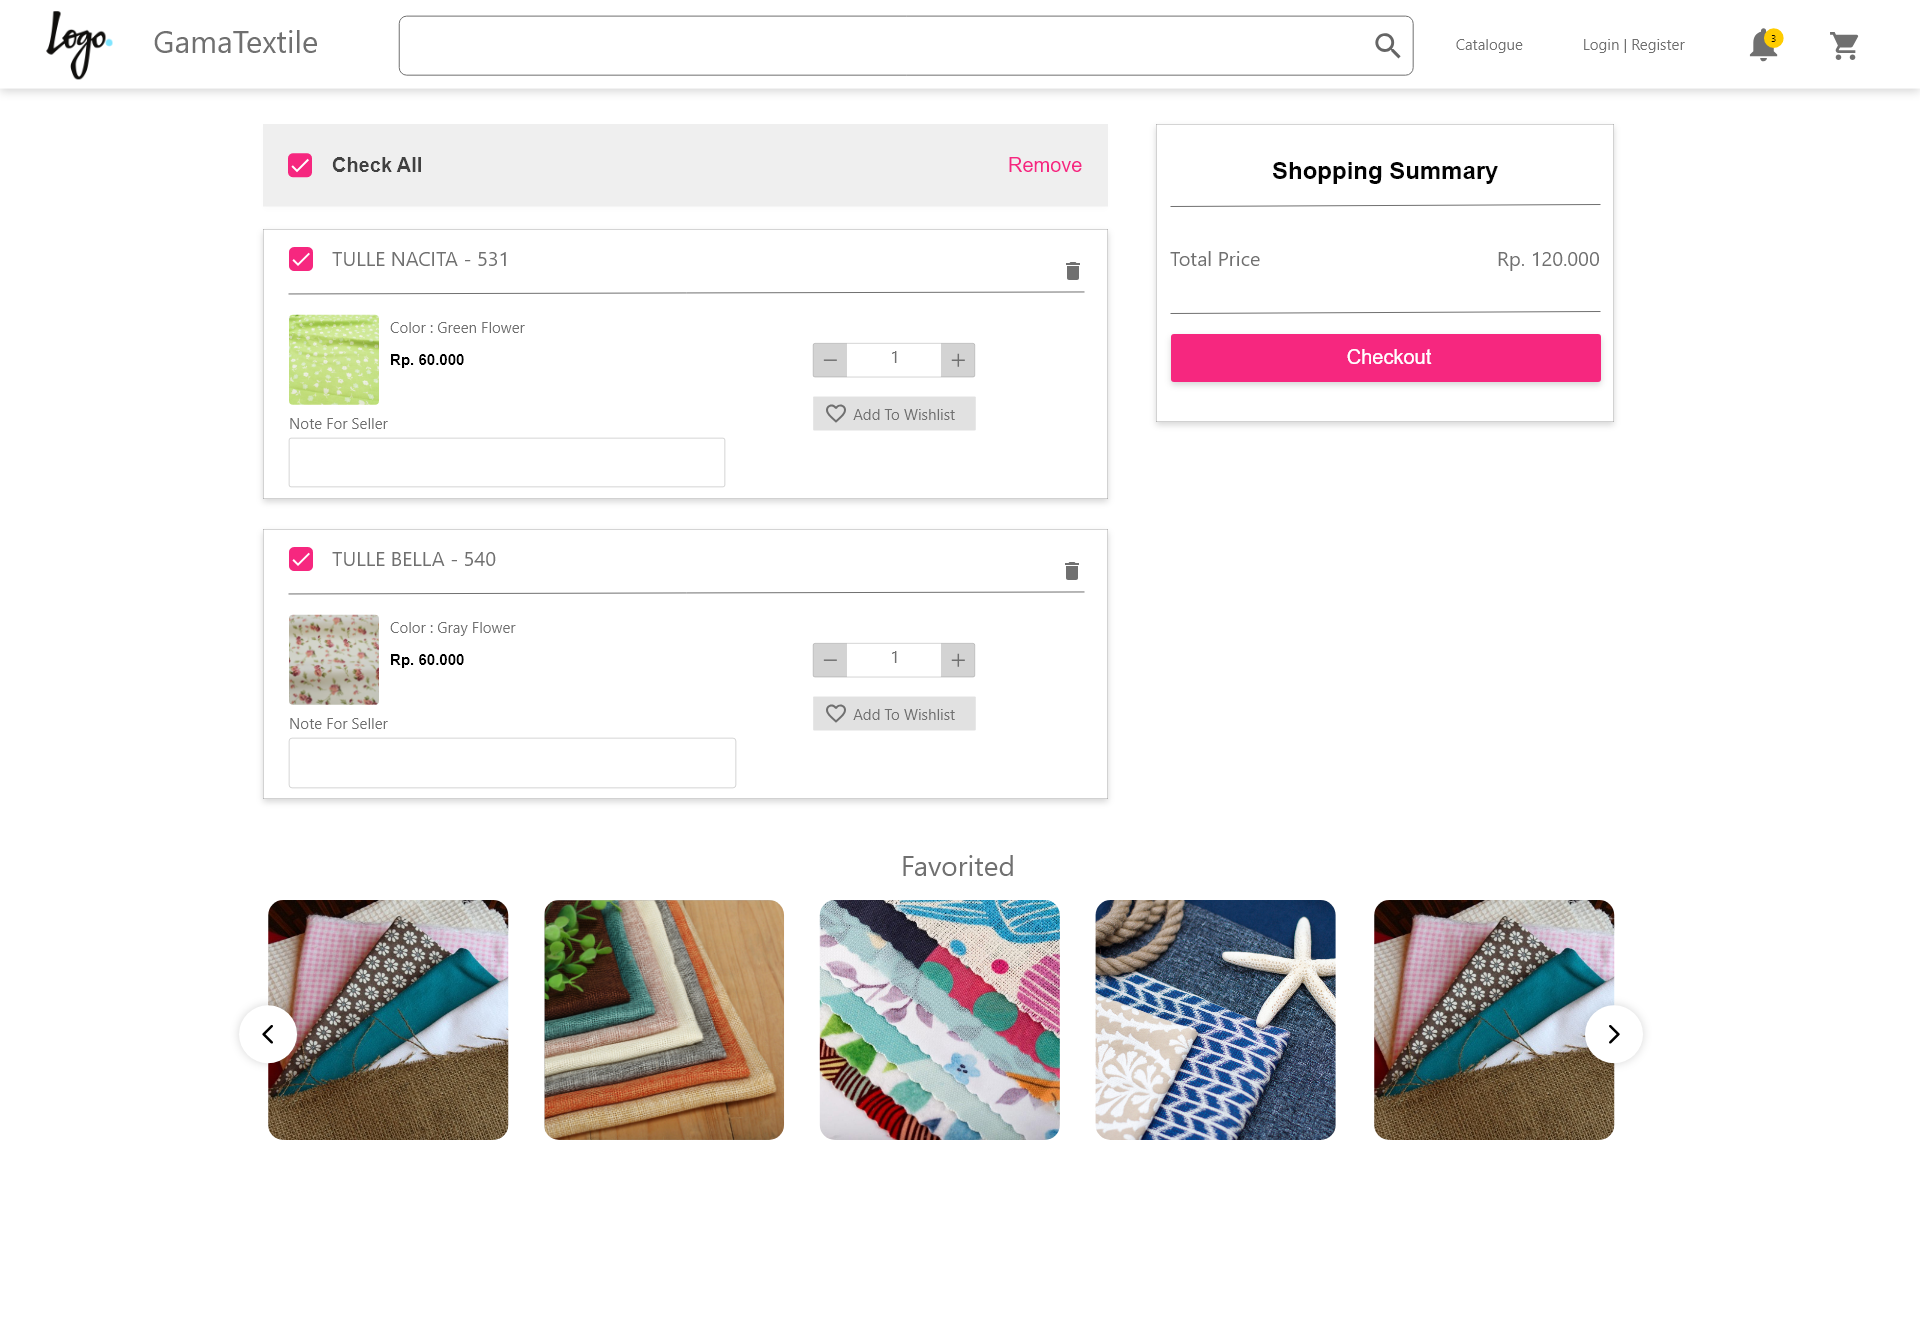 Logo.
GamaTextile
Catalogue
Login | Register
3
Check All
Remove
Shopping Summary
Total Price
Rp. 120.000
Checkout
TULLE NACITA - 531
Color : Green Flower
Rp. 60.000
1
Add To Wishlist
Note For Seller
TULLE BELLA - 540
Color : Gray Flower
Rp. 60.000
1
Add To Wishlist
Note For Seller
Favorited